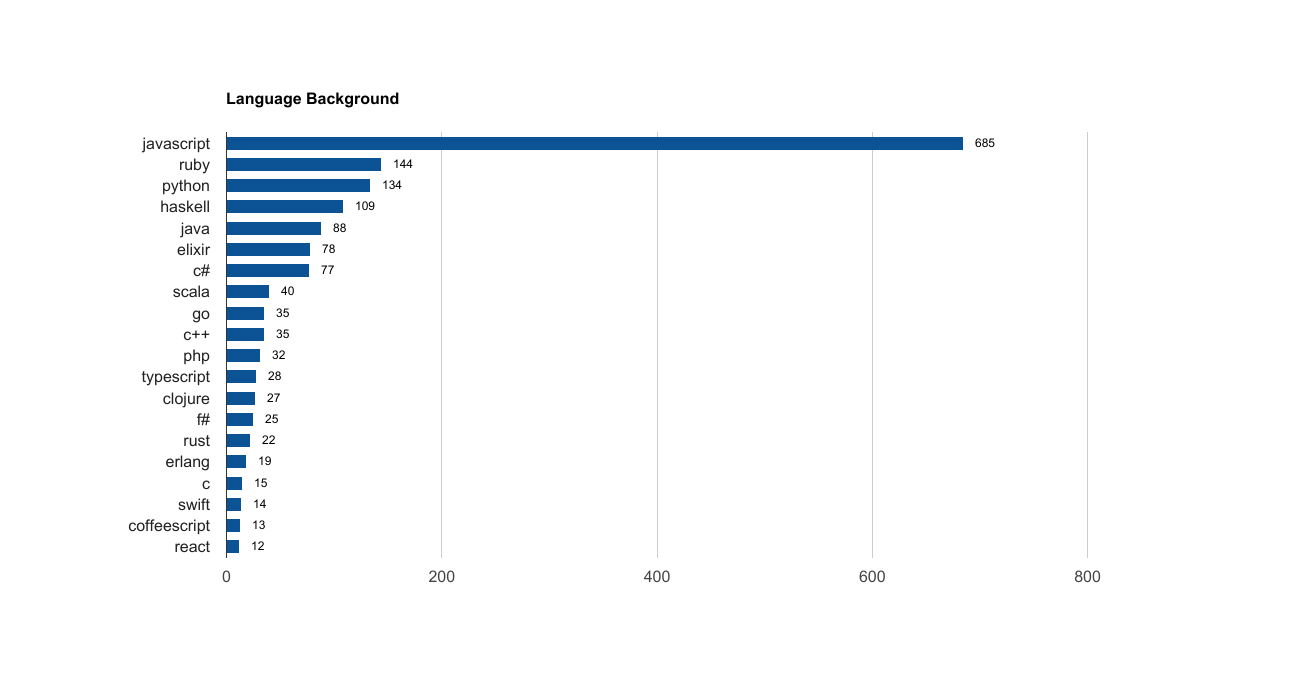 Language Background
javascript 685
ruby 144
python 134
haskell 109
java 88
elixir 78
c# 77
scala 40
go 35
c++ 35
php 32
typescript 28
clojure 27
f# 25
rust 22
erlang 19
c 15
swift 14
coffeescript 13
react 12
0 200 400 600 800